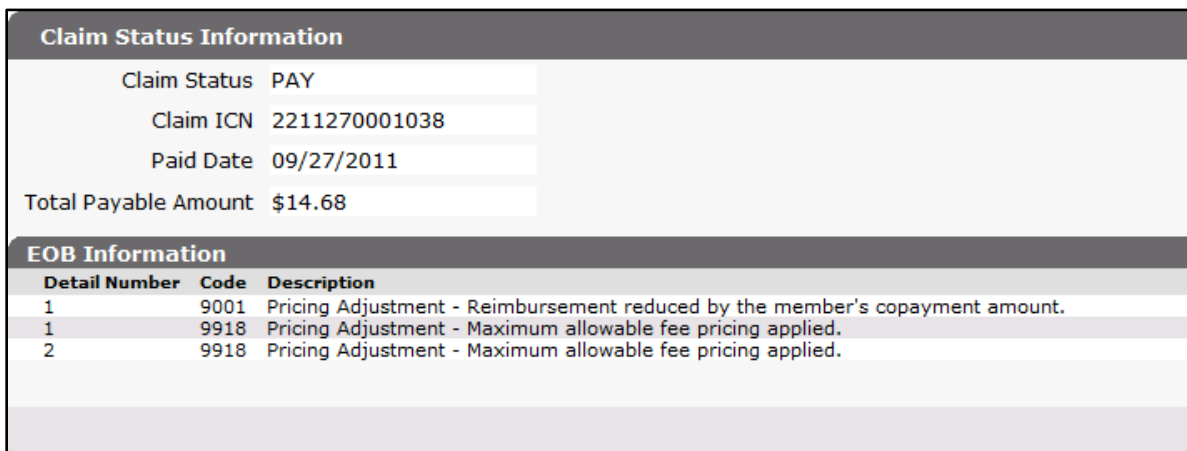 Claim Status Information
Claim Status PAY
Claim ICN 2211270001038
Paid Date 09/27/2011
Total Payable Amount $14.68
EOB Information
Detail Number Code Description
1 9001 Pricing Adjustment - Reimbursement reduced by the member's copayment amount.
1 9918 Pricing Adjustment - Maximum allowable fee pricing applied.
2 9918 Pricing Adjustment - Maximum allowable fee pricing applied.